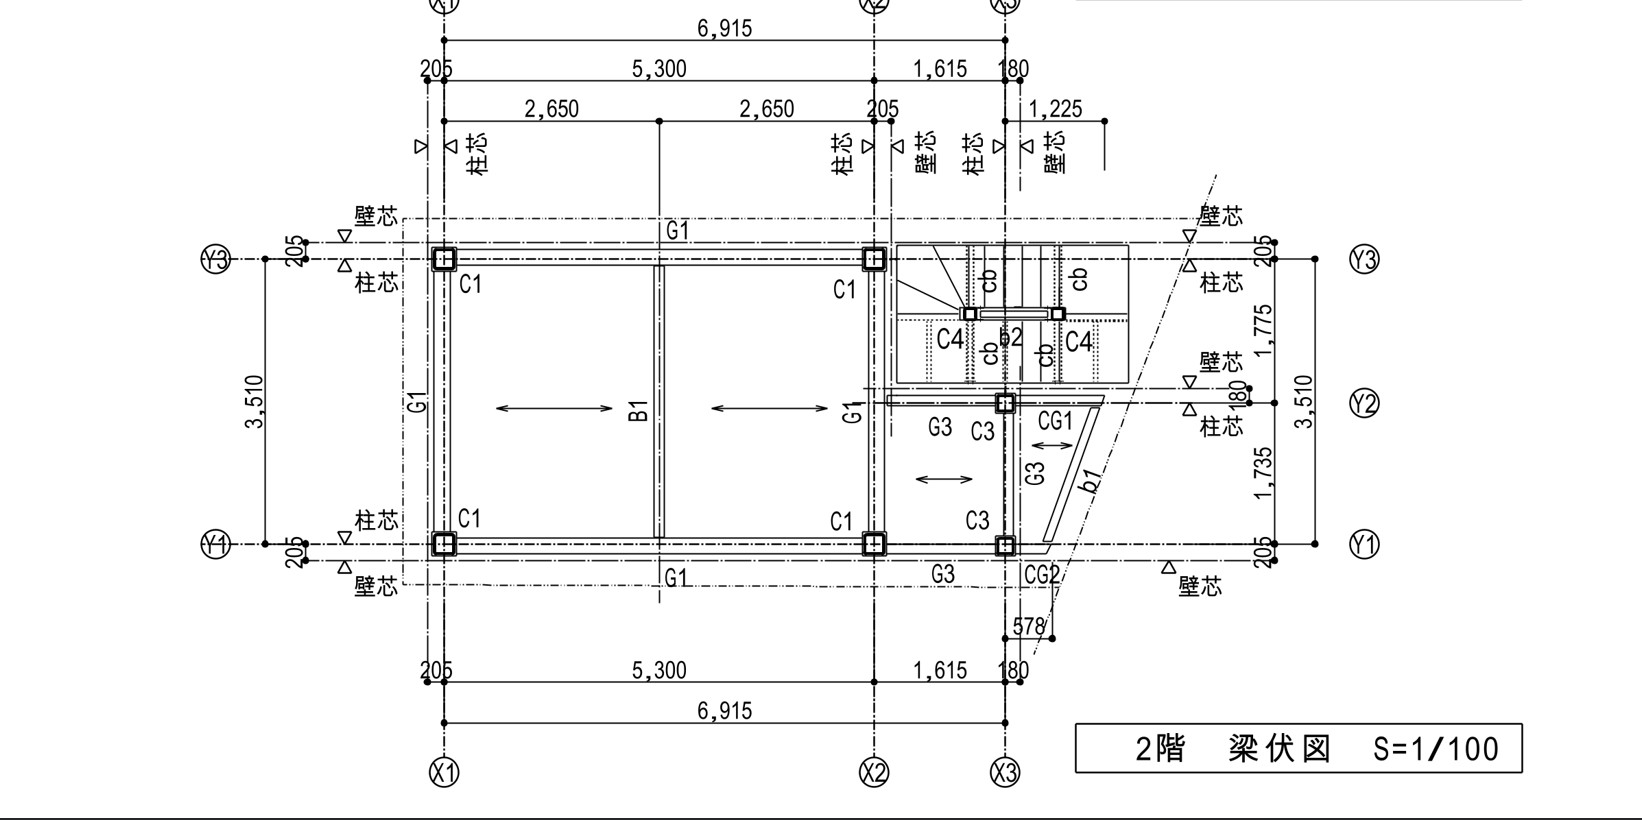 X1 X2 X3
6,915
205 5,300 1,615 180
2,650 2,650 205 1,225
柱芯 柱芯 壁芯 柱芯 壁芯
壁芯 G1 壁芯
Y3 205 205 Y3
柱芯 C1 C1 cb cb 柱芯
C4 b2 C4 1,775
cb cb 壁芯
3,510 G1 B1 G1 180 3,510 Y2
G3 C3 CG1 柱芯
G3 b1 1,735
柱芯 C1 C1 C3
Y1 205 205 Y1
壁芯 G1 G3 CG2 壁芯
578
205 5,300 1,615 180
6,915
X1 X2 X3
2階 梁伏図 S=1/100